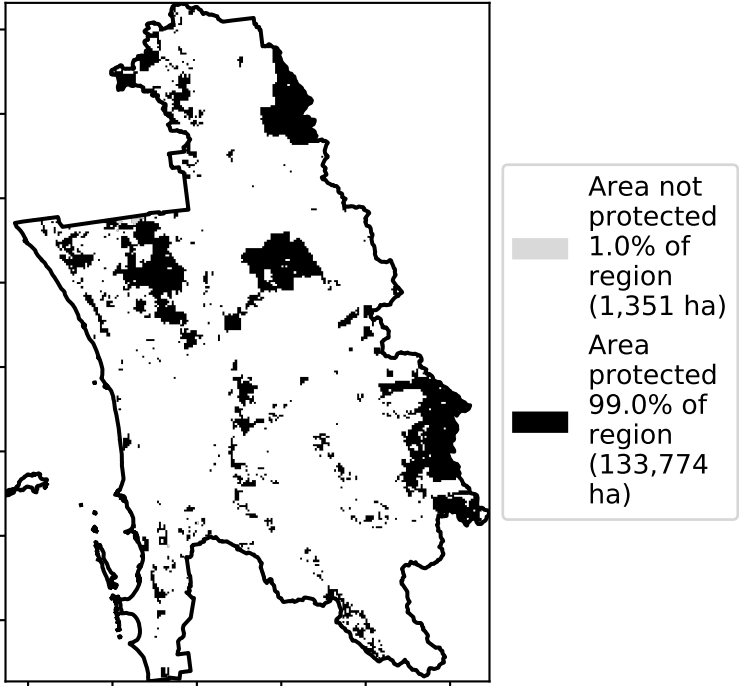 Area not
protected
1.0% of
region
(1,351 ha)
Area
protected
99.0% of
region
(133,774
ha)